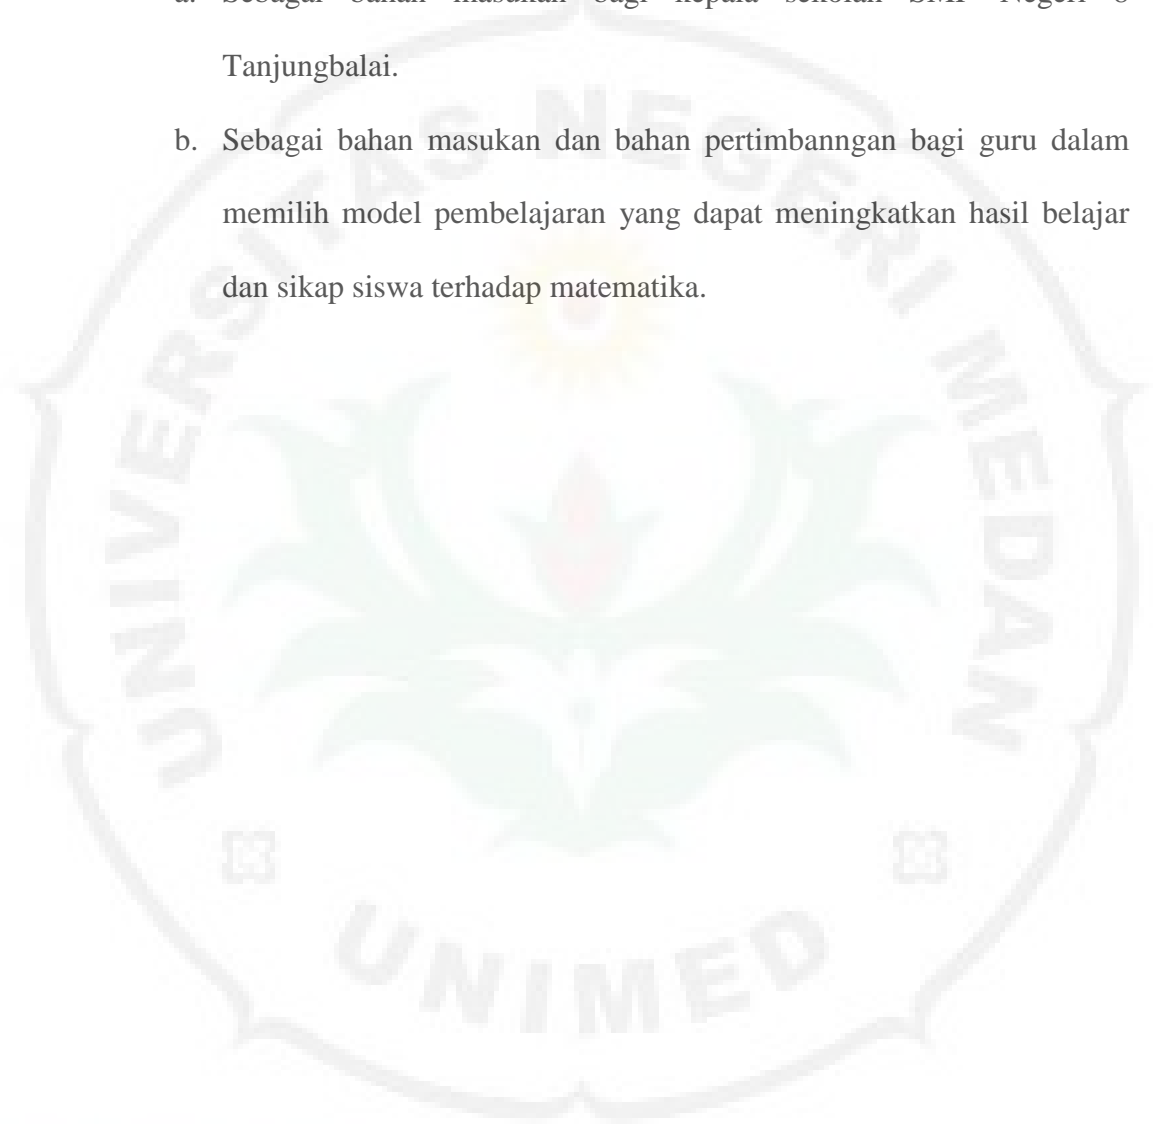 a. Sebagai bahan masukan bagi kepala sekolah SMP Negeri 8
Tanjungbalai.
b. Sebagai bahan masukan dan bahan pertimbanngan bagi guru dalam
memilih model pembelajaran yang dapat meningkatkan hasil belajar
dan sikap siswa terhadap matematika.
UNIVERSITAS NEGERI MEDAN
UNIMED